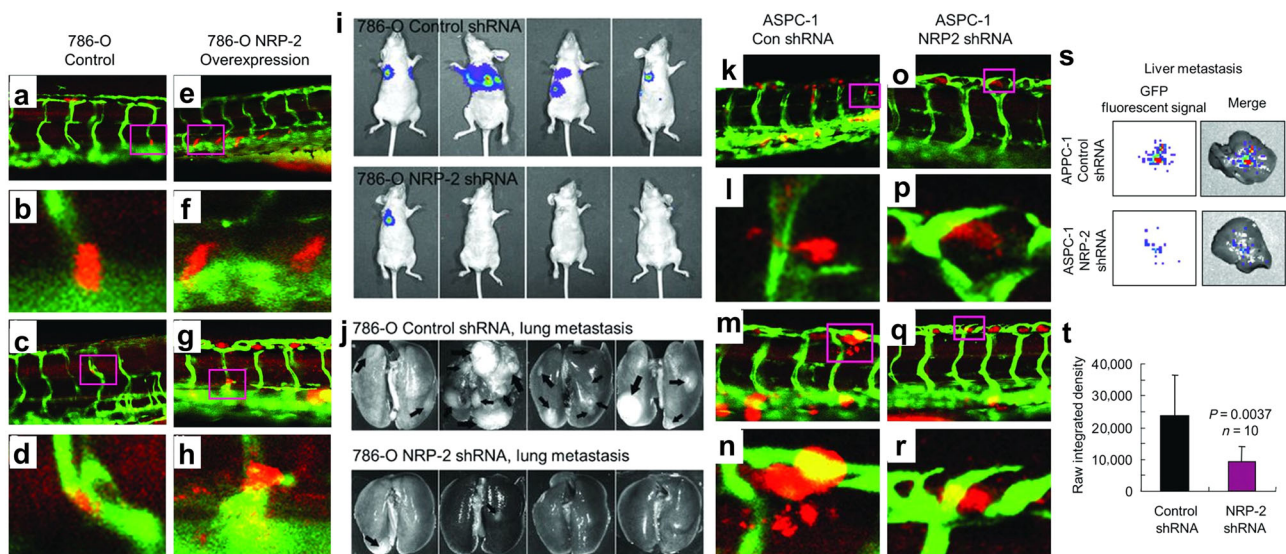 786-O
Control
786-O NRP-2
Overexpression
a
e
b
f
c
g
d
h
i
786-O Control shRNA
786-O NRP-2 shRNA
j
786-O Control shRNA, lung metastasis
786-O NRP-2 shRNA, lung metastasis
ASPC-1
Con shRNA
ASPC-1
NRP2 shRNA
k
o
l
p
m
q
n
r
s
Liver metastasis
GFP
fluorescent signal
Merge
APPC-1
Control
shRNA
ASPC-1
NRP-2
shRNA
t
Raw integrated density
40,000
30,000
20,000
10,000
0
P = 0.0037
n = 10
Control
shRNA
NRP-2
shRNA